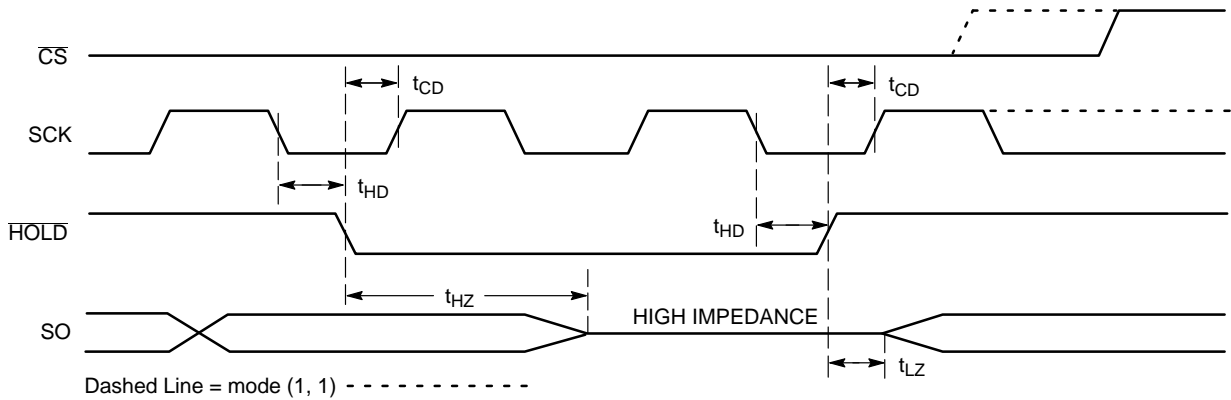 CS
tCD
tCD
SCK
tHD
HOLD
tHD
tHZ
HIGH IMPEDANCE
SO
tLZ
Dashed Line = mode (1, 1)